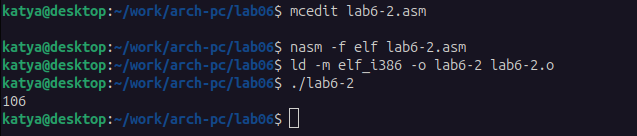 katya@desktop:~/work/arch-pc/lab06$ mcedit lab6-2.asm
katya@desktop:~/work/arch-pc/lab06$ nasm -f elf lab6-2.asm
katya@desktop:~/work/arch-pc/lab06$ ld -m elf_i386 -o lab6-2 lab6-2.o
katya@desktop:~/work/arch-pc/lab06$ ./lab6-2
106
katya@desktop:~/work/arch-pc/lab06$